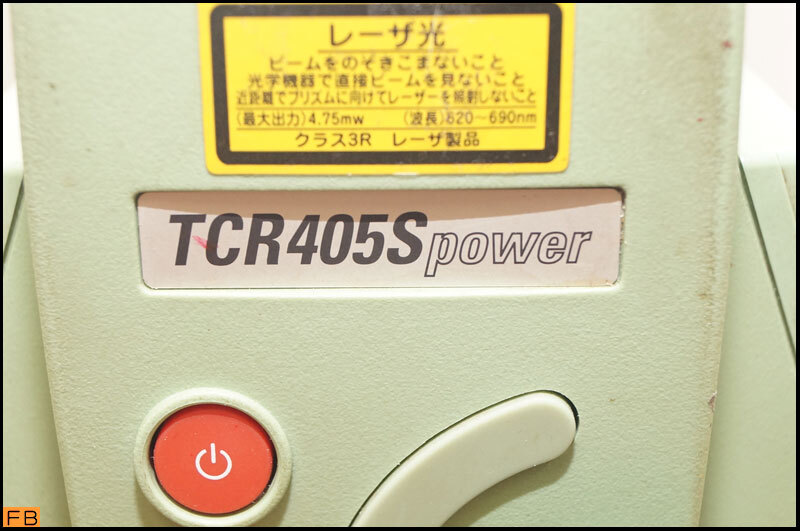 レーザ光
ビームをのぞきこまないこと
光学機器で直接ビームを見ないこと
近距離でプリズムに向けてレーザーを照射しないこと
(最大出力)4.75mw (波長)620～690nm
クラス3R レーザ製品
TCR405Spower
FB